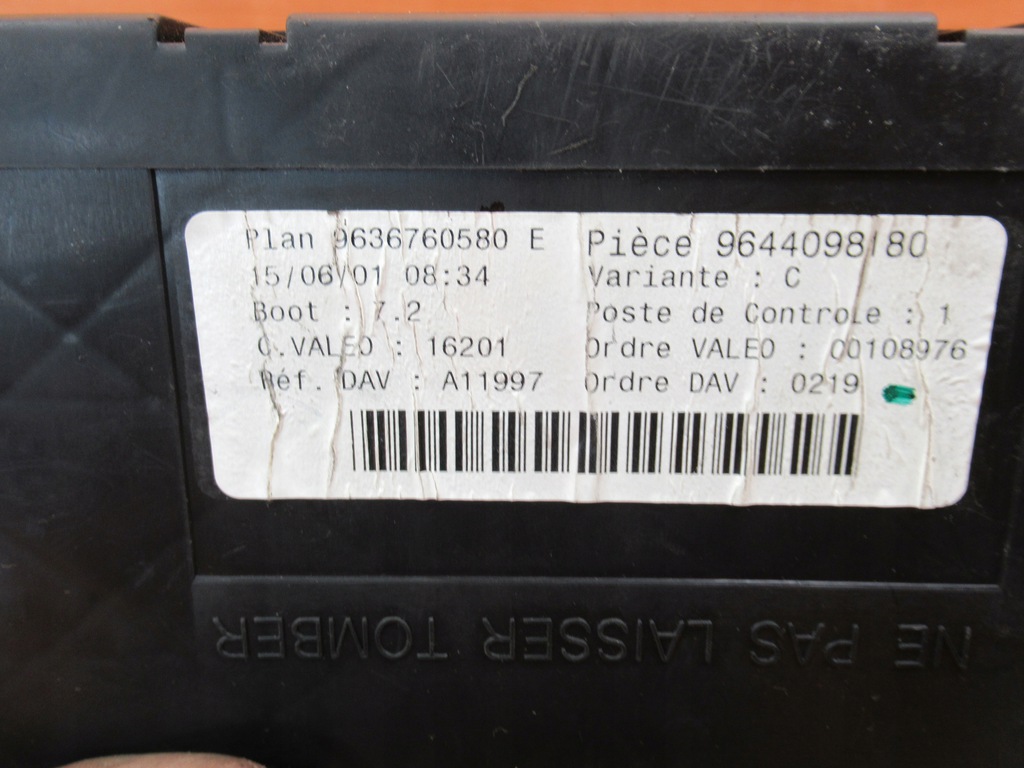 Plan 9636760580 E Pièce 9644098180
15/06/01 08:34 Variante : C
Boot : 7.2 Poste de Controle : 1
C.VALEO : 16201 Ordre VALEO : 00108976
Réf. DAV : A11997 Ordre DAV : 0219
NE PAS LAISSER TOMBER